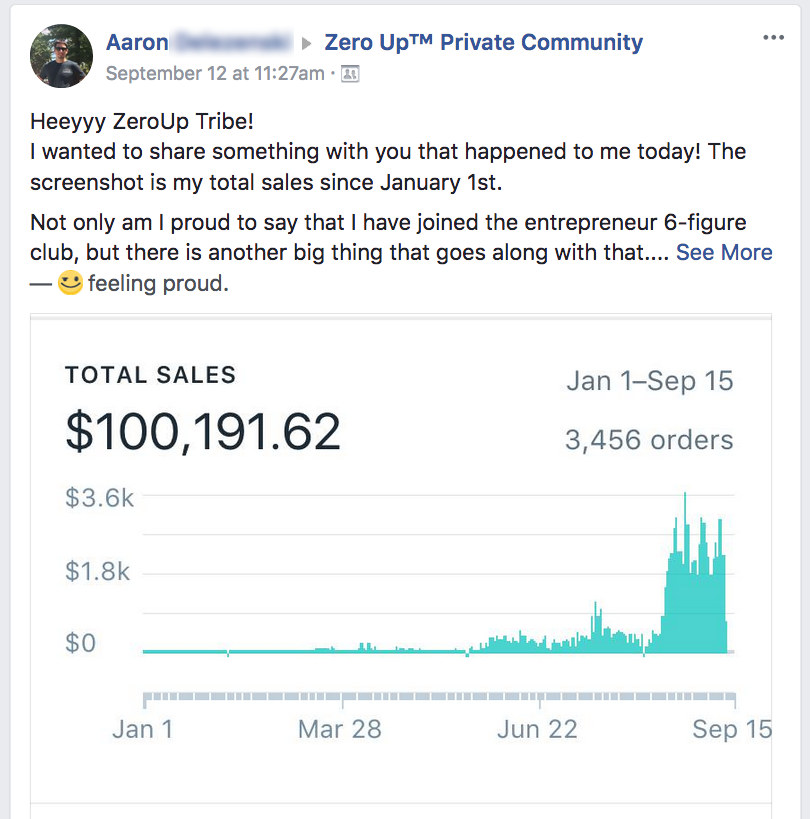 Aaron ▸ Zero Up™ Private Community
September 12 at 11:27am ·
Heeyyy ZeroUp Tribe!
I wanted to share something with you that happened to me today! The
screenshot is my total sales since January 1st.
Not only am I proud to say that I have joined the entrepreneur 6-figure
club, but there is another big thing that goes along with that.... See More
— feeling proud.
TOTAL SALES
Jan 1–Sep 15
$100,191.62
3,456 orders
$3.6k
$1.8k
$0
Jan 1
Mar 28
Jun 22
Sep 15